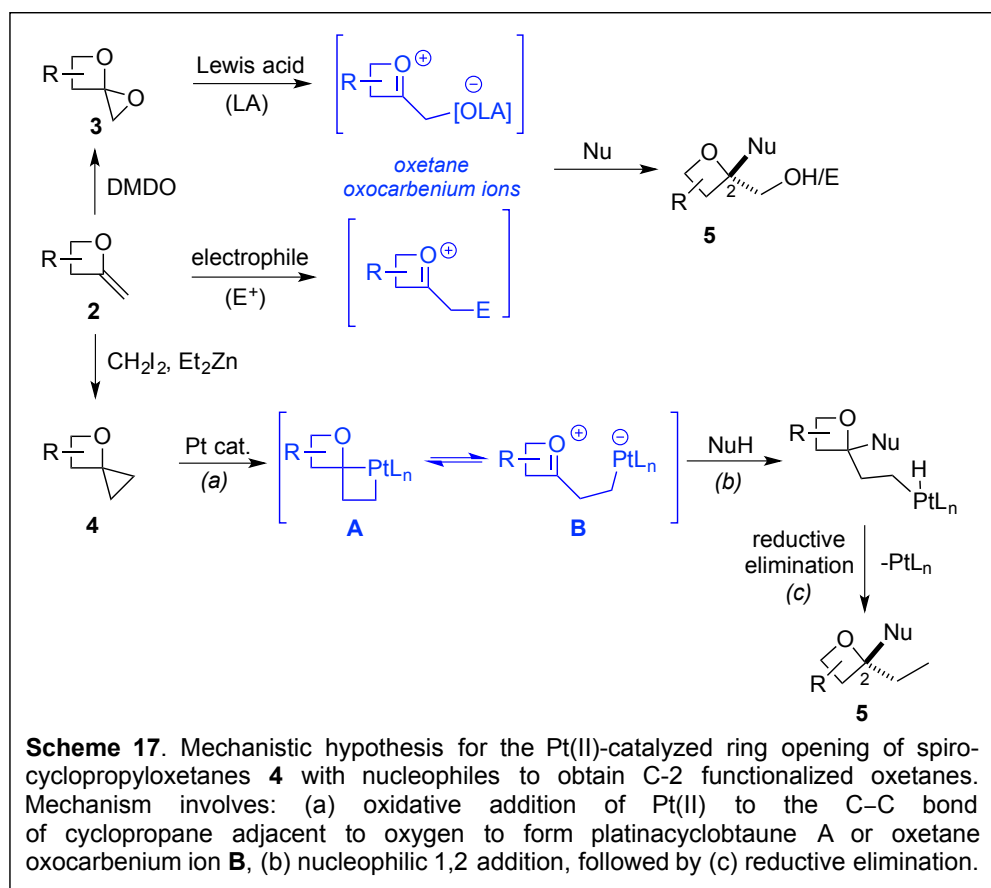 R
O
O
3
Lewis acid
(LA)
R
O
⊕
⊖
[OLA]
oxetane
oxocarbenium ions
Nu
O
Nu
2
OH/E
R
5
DMDO
R
O
2
electrophile
(E+)
R
O
⊕
E
CH2I2, Et2Zn
R
O
4
Pt cat.
(a)
R
O
PtLn
A
R
O
⊕
⊖
PtLn
B
NuH
(b)
R
O
Nu
H
PtLn
reductive
elimination
(c)
-PtLn
O
Nu
2
R
5
Scheme 17. Mechanistic hypothesis for the Pt(II)-catalyzed ring opening of spiro-
cyclopropyloxetanes 4 with nucleophiles to obtain C-2 functionalized oxetanes.
Mechanism involves: (a) oxidative addition of Pt(II) to the C–C bond
of cyclopropane adjacent to oxygen to form platinacyclobtaune A or oxetane
oxocarbenium ion B, (b) nucleophilic 1,2 addition, followed by (c) reductive elimination.